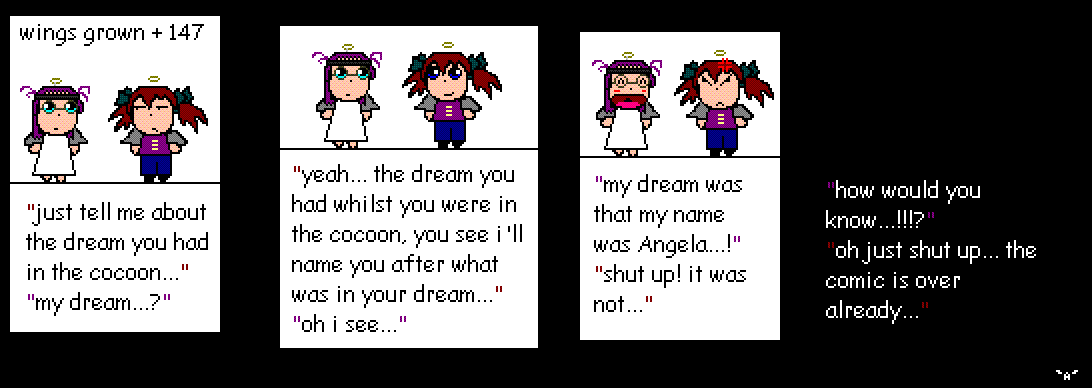 wings grown + 147
"just tell me about
the dream you had
in the cocoon..."
"my dream...?"
"yeah... the dream you
had whilst you were in
the cocoon, you see i'll
name you after what
was in your dream..."
"oh i see..."
"my dream was
that my name
was Angela...!"
"shut up! it was
not..."
"how would you
know...!!!?"
"oh just shut up... the
comic is over
already..."